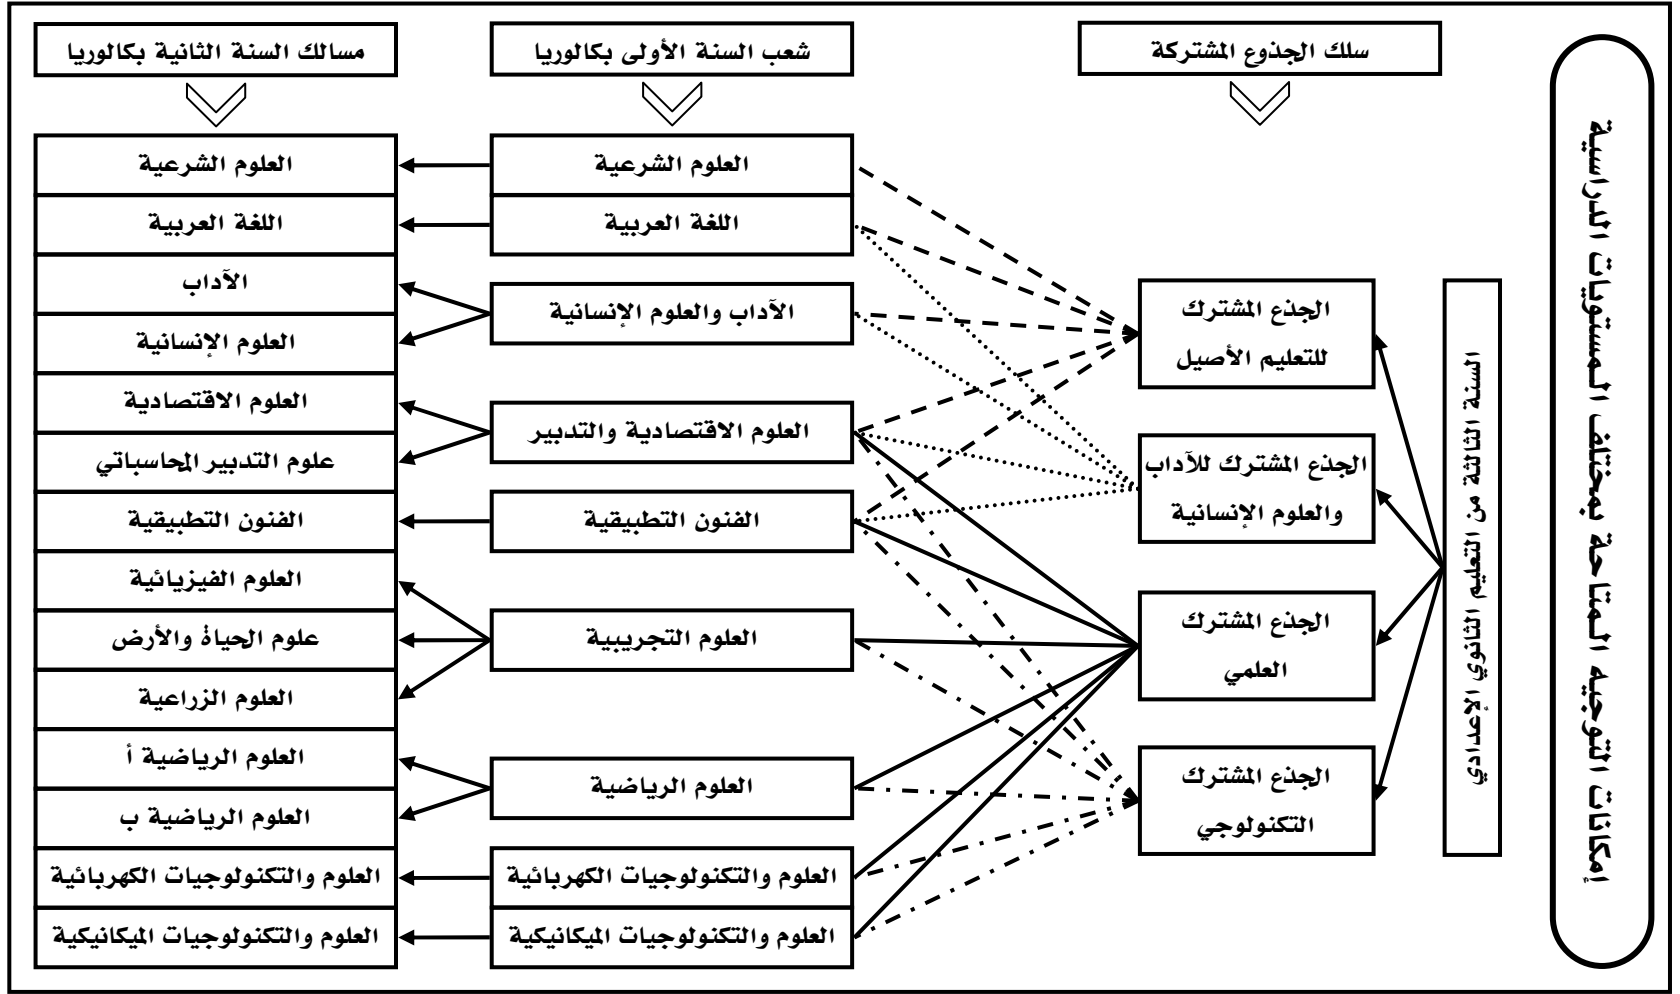 إمكانات التوجيه المتاحة بمختلف المستويات الدراسية
السنة الثالثة من التعليم الثانوي الإعدادي
سلك الجذوع المشتركة
الجذع المشترك
للتعليم الأصيل
الجذع المشترك للآداب
والعلوم الإنسانية
الجذع المشترك
العلمي
الجذع المشترك
التكنولوجي
شعب السنة الأولى بكالوريا
العلوم الشرعية
اللغة العربية
الآداب والعلوم الإنسانية
العلوم الاقتصادية والتدبير
الفنون التطبيقية
العلوم التجريبية
العلوم الرياضية
العلوم والتكنولوجيات الكهربائية
العلوم والتكنولوجيات الميكانيكية
مسالك السنة الثانية بكالوريا
العلوم الشرعية
اللغة العربية
الآداب
العلوم الإنسانية
العلوم الاقتصادية
علوم التدبير المحاسباتي
الفنون التطبيقية
العلوم الفيزيائية
علوم الحياة والأرض
العلوم الزراعية
العلوم الرياضية أ
العلوم الرياضية ب
العلوم والتكنولوجيات الكهربائية
العلوم والتكنولوجيات الميكانيكية